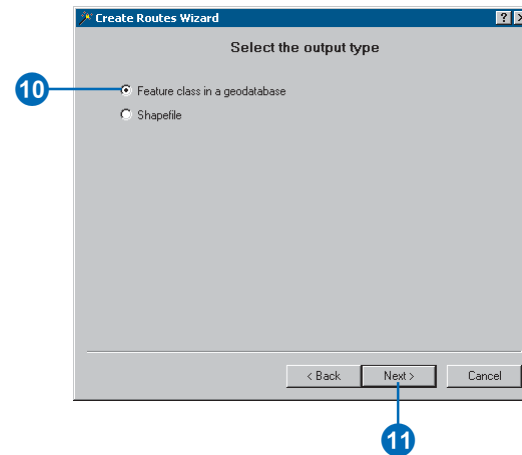 Create Routes Wizard
Select the output type
10
Feature class in a geodatabase
Shapefile
< Back Next > Cancel
11